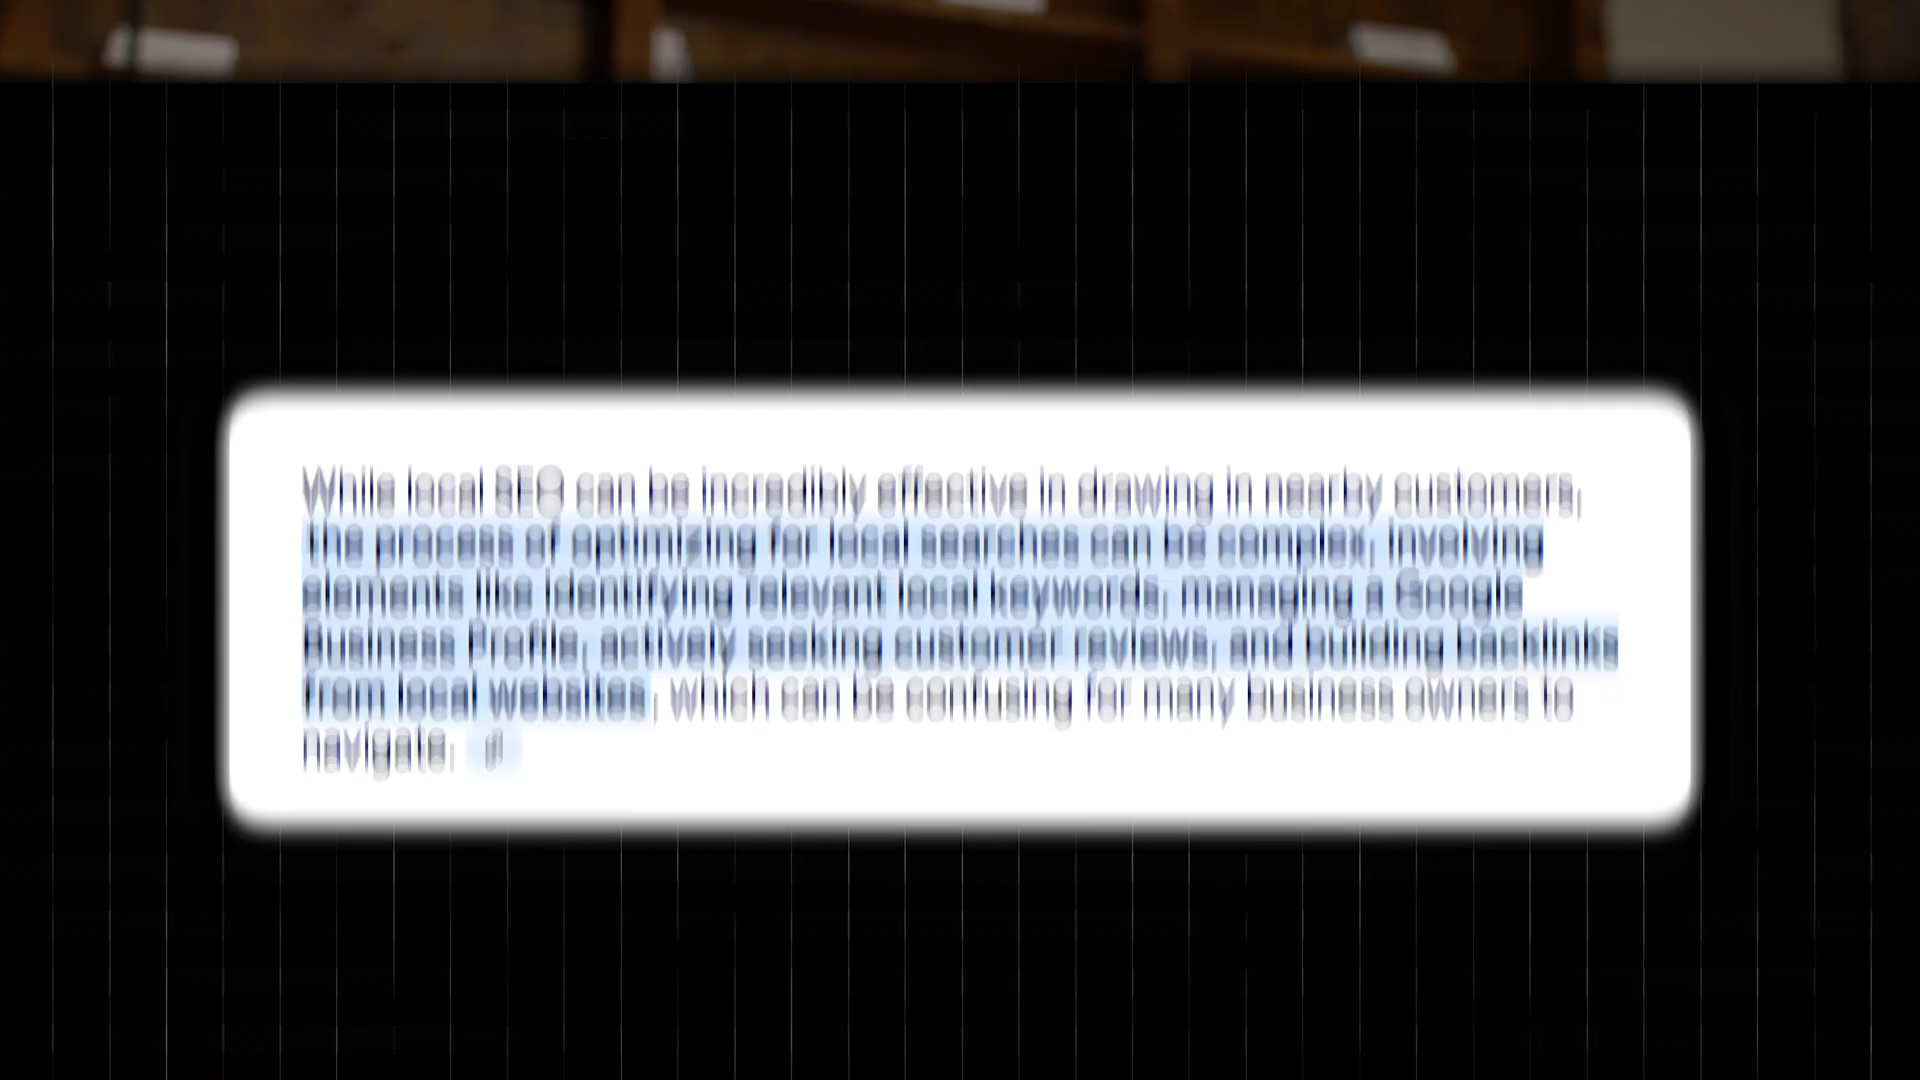 While local SEO can be incredibly effective in drawing in nearby customers,
the process of optimizing for local searches can be complex, involving
elements like identifying relevant local keywords, managing a Google
Business Profile, actively seeking customer reviews, and building backlinks
from local websites, which can be confusing for many business owners to
navigate.